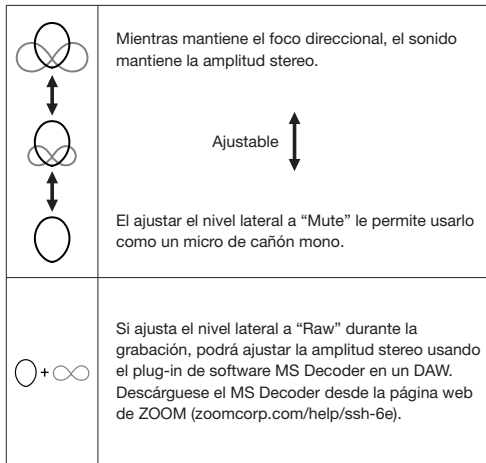 Mientras mantiene el foco direccional, el sonido
mantiene la amplitud stereo.
Ajustable
El ajustar el nivel lateral a “Mute” le permite usarlo
como un micro de cañón mono.
+
Si ajusta el nivel lateral a “Raw” durante la
grabación, podrá ajustar la amplitud stereo usando
el plug-in de software MS Decoder en un DAW.
Descárguese el MS Decoder desde la página web
de ZOOM (zoomcorp.com/help/ssh-6e).